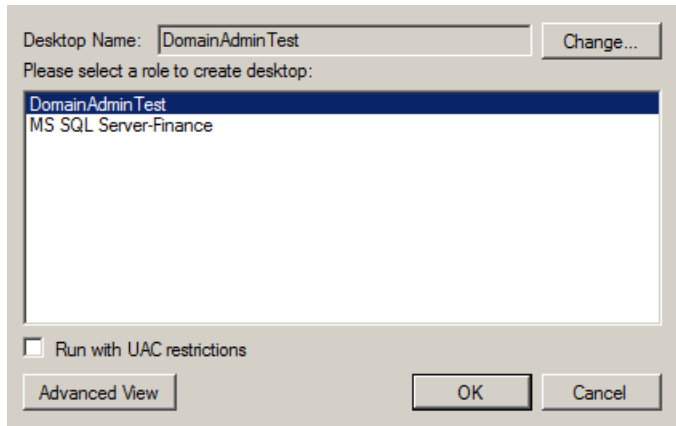 Desktop Name: DomainAdminTest Change...
Please select a role to create desktop:
DomainAdminTest
MS SQL Server-Finance
Run with UAC restrictions
Advanced View OK Cancel